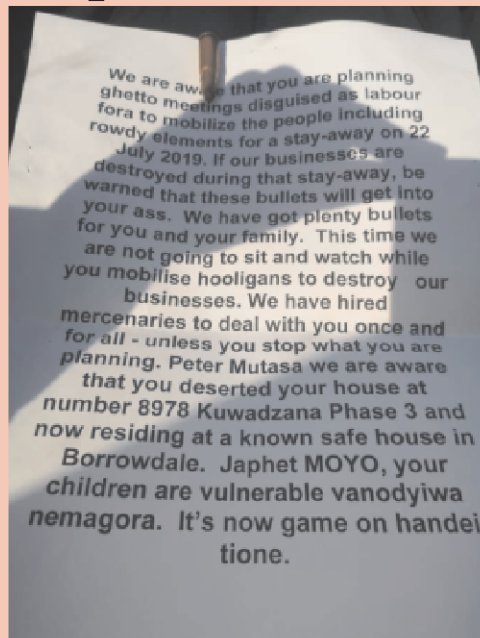 We are aware that you are planning
ghetto meetings disguised as labour
fora to mobilize the people including
rowdy elements for a stay-away on 22
July 2019. If our businesses are
destroyed during that stay-away, be
warned that these bullets will get into
your ass. We have got plenty bullets
for you and your family. This time we
are not going to sit and watch while
you mobilise hooligans to destroy our
businesses. We have hired
mercenaries to deal with you once and
for all - unless you stop what you are
planning. Peter Mutasa we are aware
that you deserted your house at
number 8978 Kuwadzana Phase 3 and
now residing at a known safe house in
Borrowdale. Japhet MOYO, your
children are vulnerable vanodyiwa
nemagora. It's now game on handei
tione.